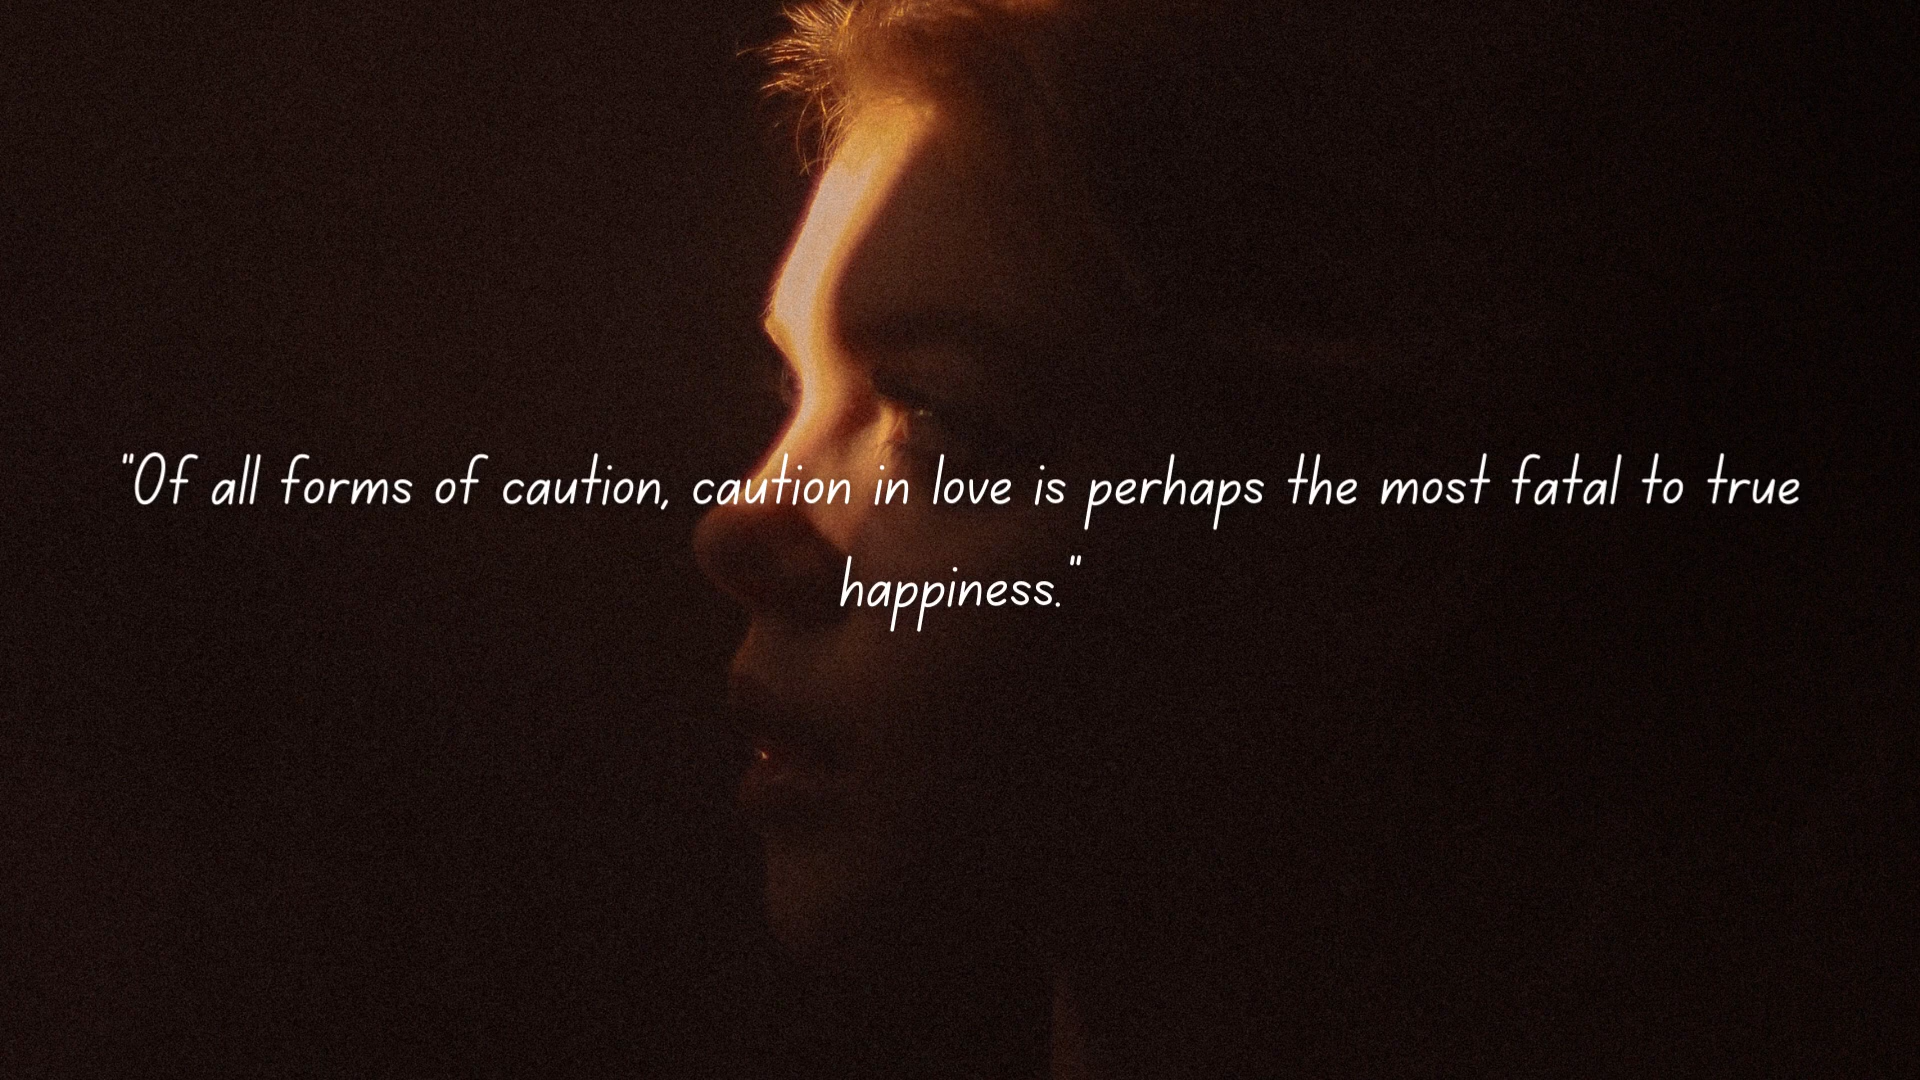 "Of all forms of caution, caution in love is perhaps the most fatal to true
happiness."